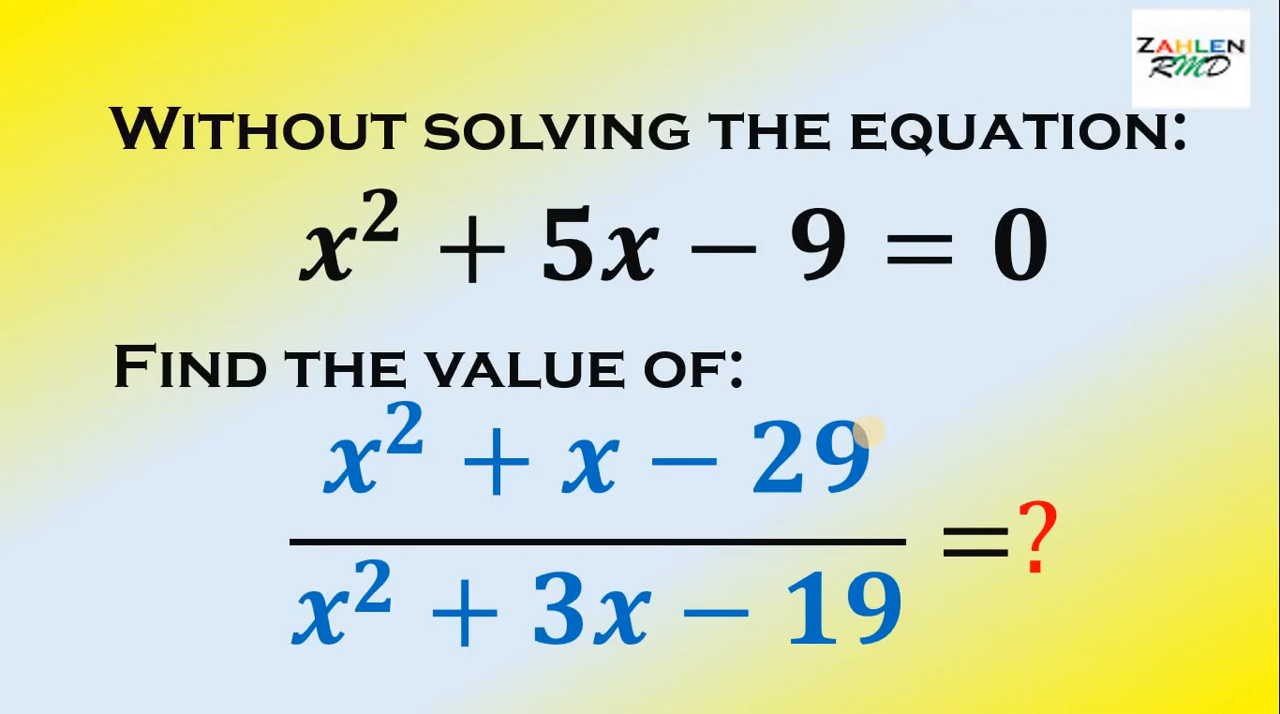 ZAHLEN
RMD
WITHOUT SOLVING THE EQUATION:
x² + 5x − 9 = 0
FIND THE VALUE OF:
x² + x − 29
x² + 3x − 19
=?